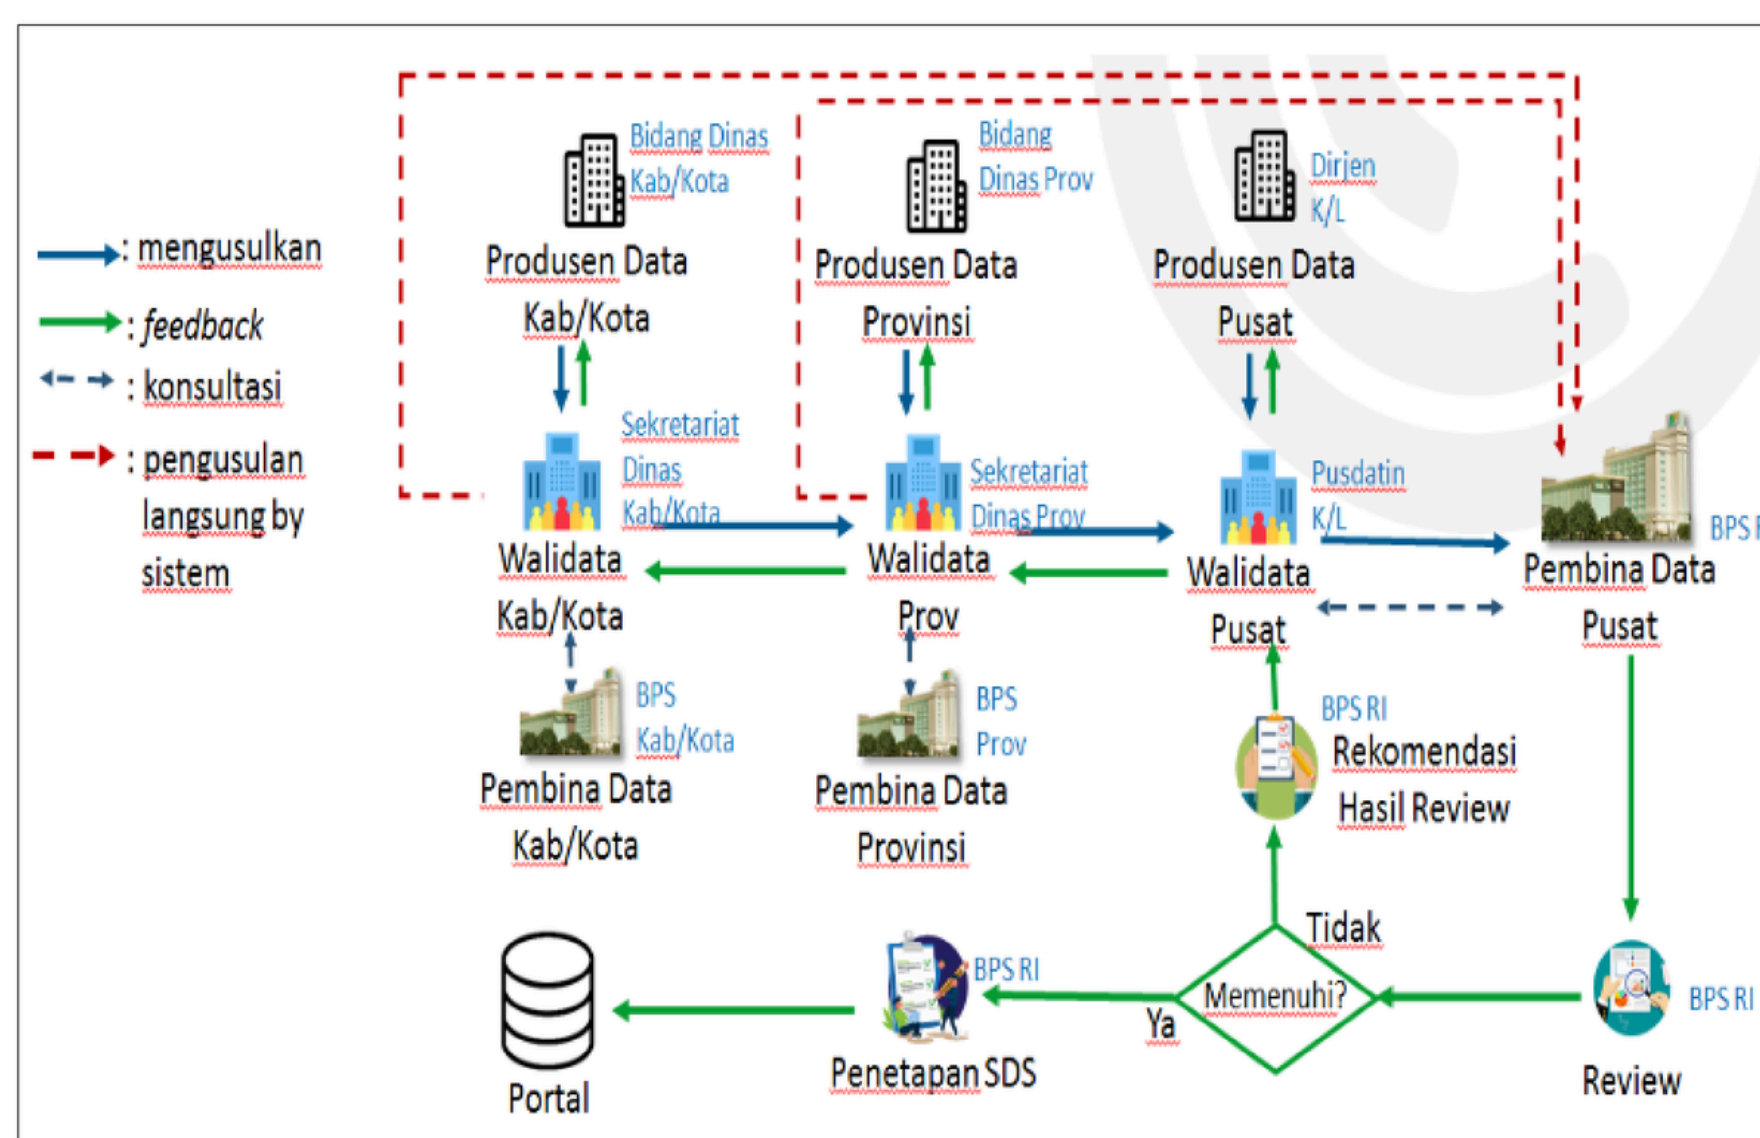 : mengusulkan
: feedback
: konsultasi
: pengusulan
langsung by
sistem
Bidang Dinas
Kab/Kota
Produsen Data
Kab/Kota
Bidang
Dinas Prov
Produsen Data
Provinsi
Dirjen
K/L
Produsen Data
Pusat
Sekretariat
Dinas
Kab/Kota
Walidata
Kab/Kota
Sekretariat
Dinas Prov
Walidata
Prov
Pusdatin
K/L
Walidata
Pusat
BPS
Pembina Data
Pusat
BPS
Kab/Kota
Pembina Data
Kab/Kota
BPS
Prov
Pembina Data
Provinsi
BPS RI
Rekomendasi
Hasil Review
Tidak
Memenuhi?
Ya
BPS RI
Review
BPS RI
Penetapan SDS
Portal